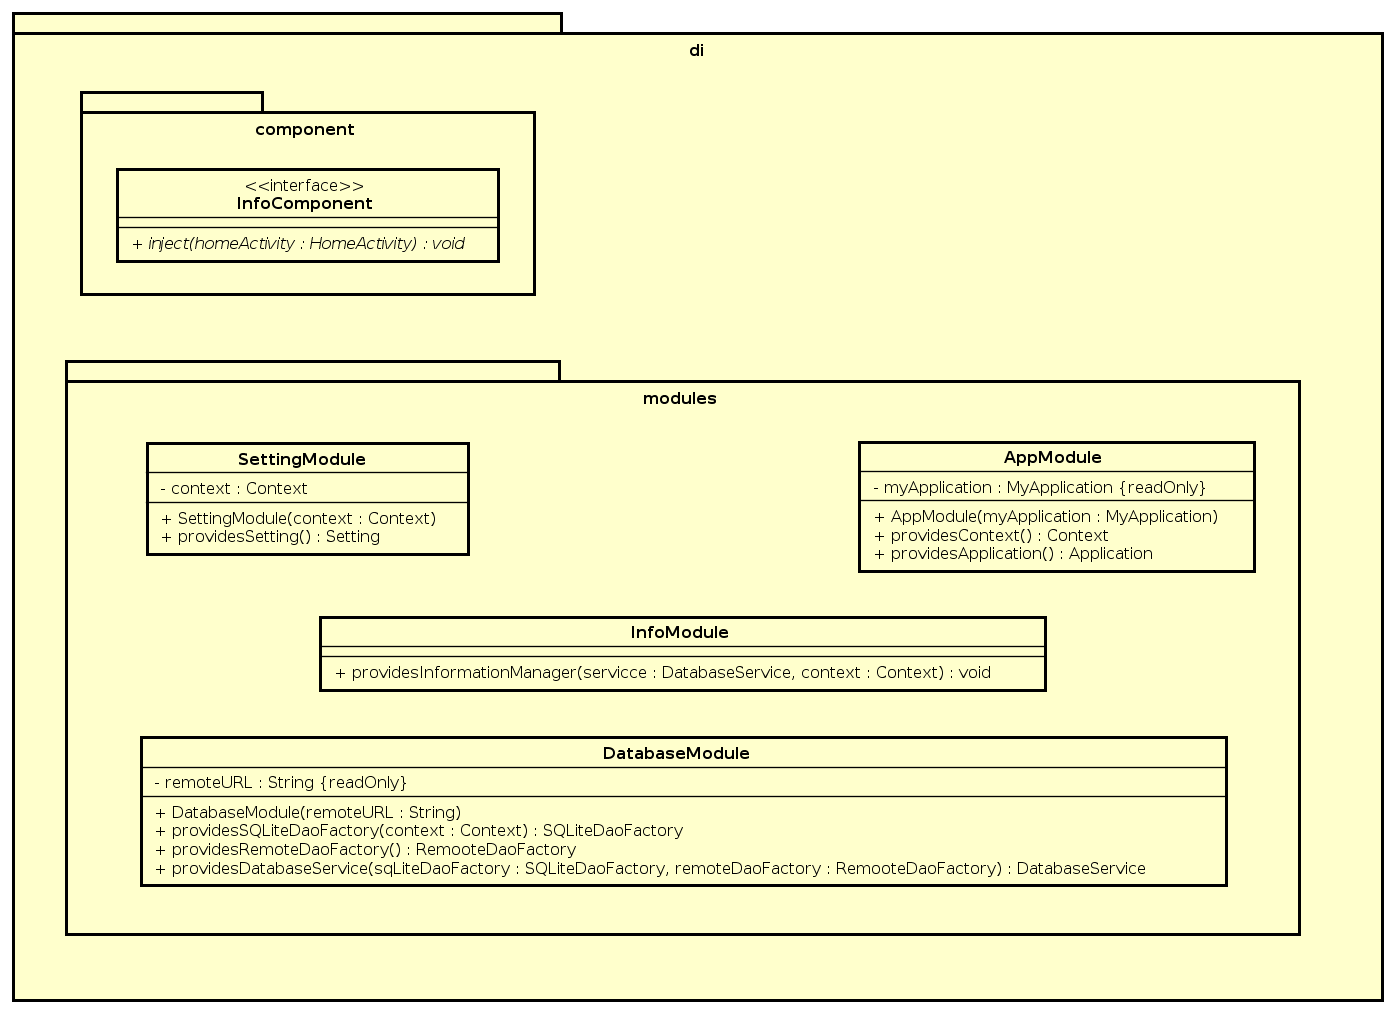 di
component
<<interface>>
InfoComponent
+ inject(homeActivity : HomeActivity) : void
modules
SettingModule
- context : Context
+ SettingModule(context : Context)
+ providesSetting() : Setting
AppModule
- myApplication : MyApplication {readOnly}
+ AppModule(myApplication : MyApplication)
+ providesContext() : Context
+ providesApplication() : Application
InfoModule
+ providesInformationManager(servicce : DatabaseService, context : Context) : void
DatabaseModule
- remoteURL : String {readOnly}
+ DatabaseModule(remoteURL : String)
+ providesSQLiteDaoFactory(context : Context) : SQLiteDaoFactory
+ providesRemoteDaoFactory() : RemooteDaoFactory
+ providesDatabaseService(sqLiteDaoFactory : SQLiteDaoFactory, remoteDaoFactory : RemooteDaoFactory) : DatabaseService